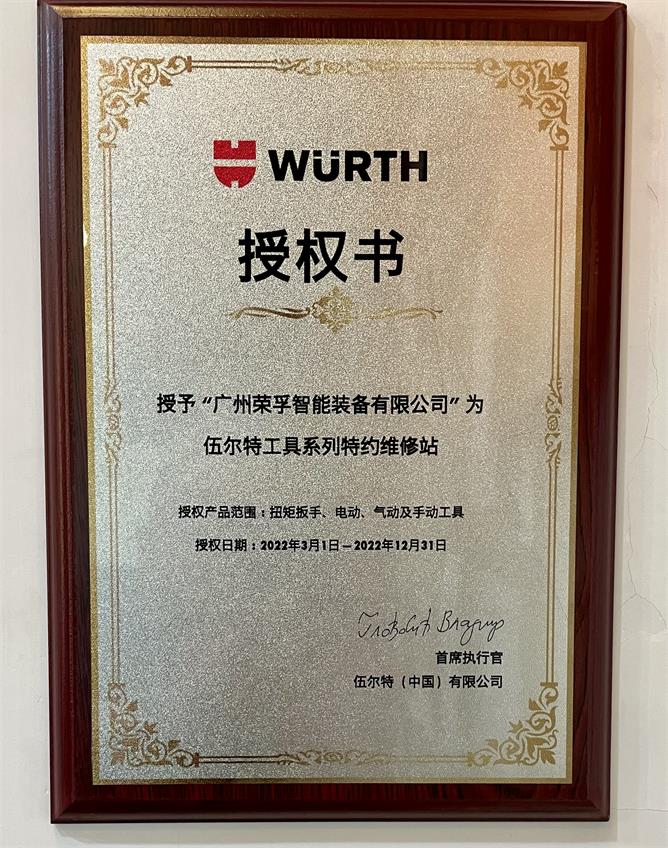 WÜRTH
授权书
授予“广州荣孚智能装备有限公司”为
伍尔特工具系列特约维修站
授权产品范围：扭矩扳手、电动、气动及手动工具
授权日期：2022年3月1日－2022年12月31日
首席执行官
伍尔特（中国）有限公司